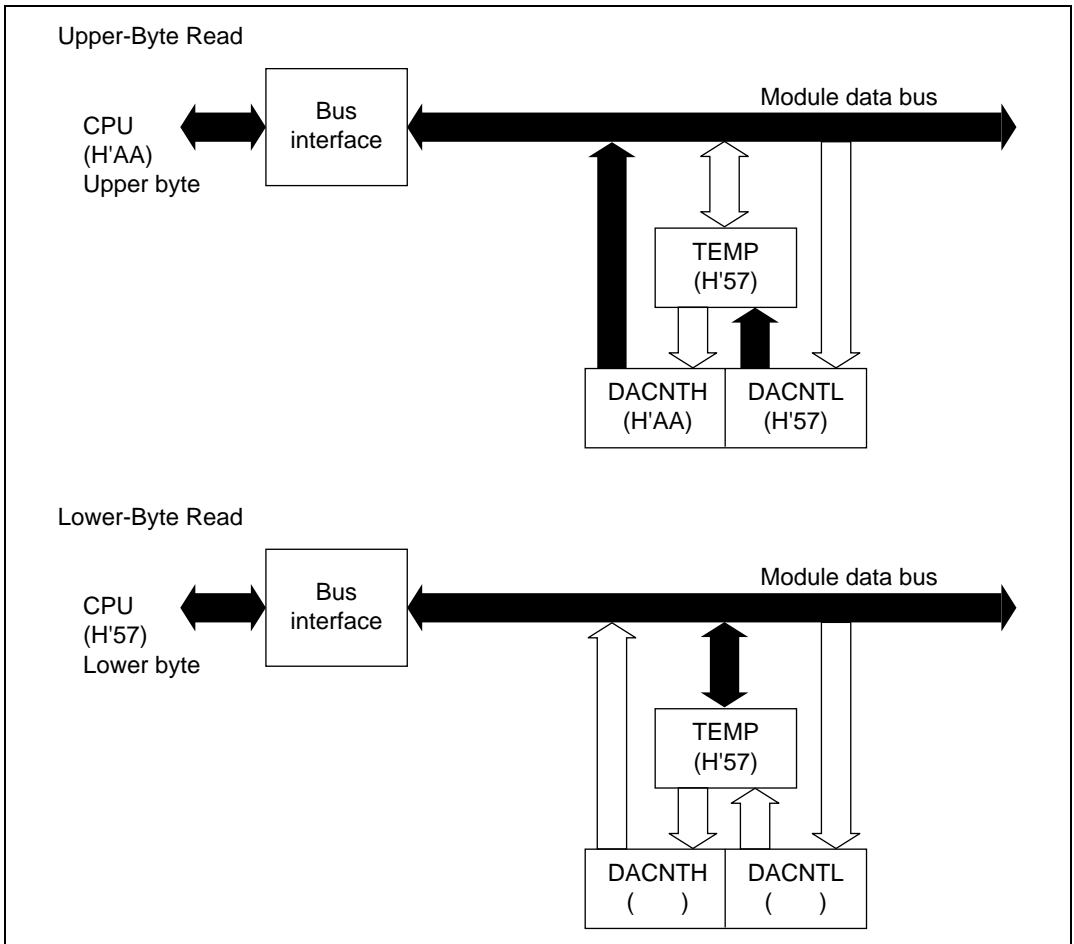 Upper-Byte Read
CPU
(H'AA)
Upper byte
Bus
interface
Module data bus
TEMP
(H'57)
DACNTH
(H'AA)
DACNTL
(H'57)
Lower-Byte Read
CPU
(H'57)
Lower byte
Bus
interface
Module data bus
TEMP
(H'57)
DACNTH
( )
DACNTL
( )